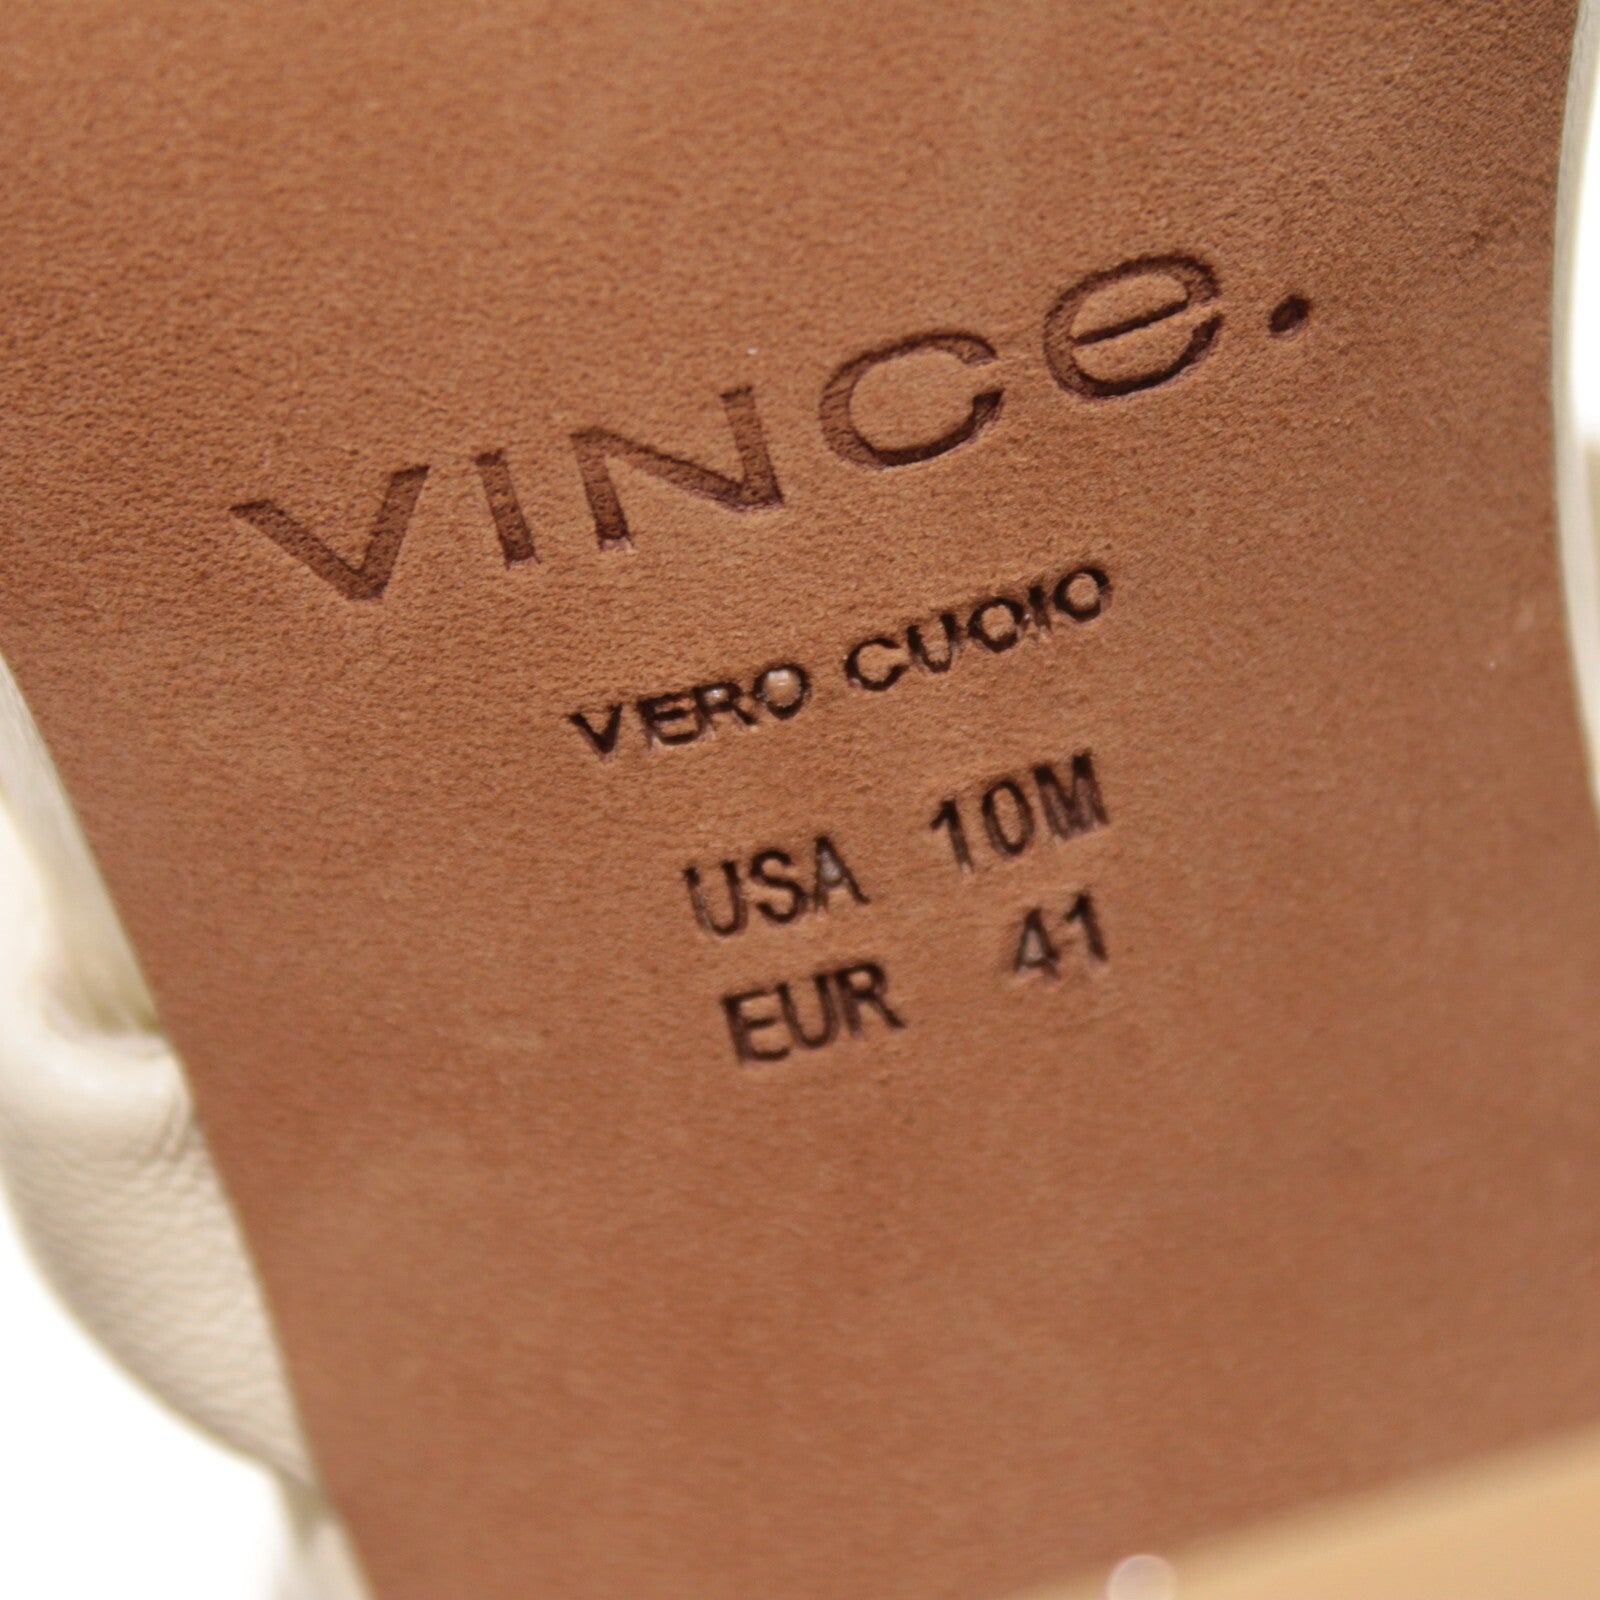 VINCe.
VERO CUOIO
USA 10M
EUR 41